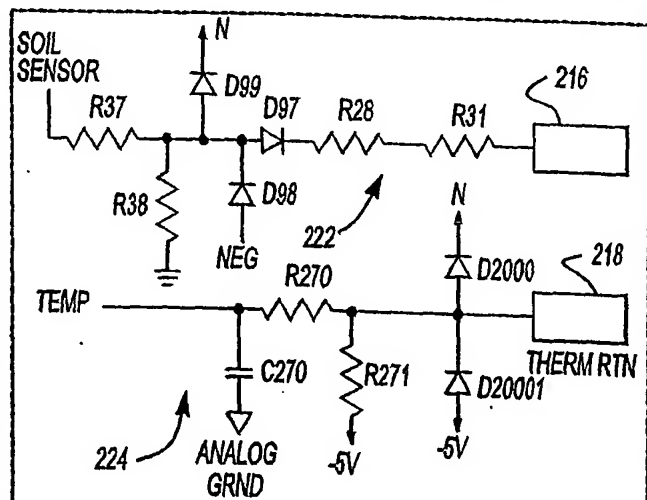 SOIL
SENSOR
N
D99
R37
D97
R28
R31
216
R38
D98
NEG
222
N
TEMP
R270
D2000
218
C270
R271
D20001
THERM RTN
224
ANALOG
GRND
-5V
-5V